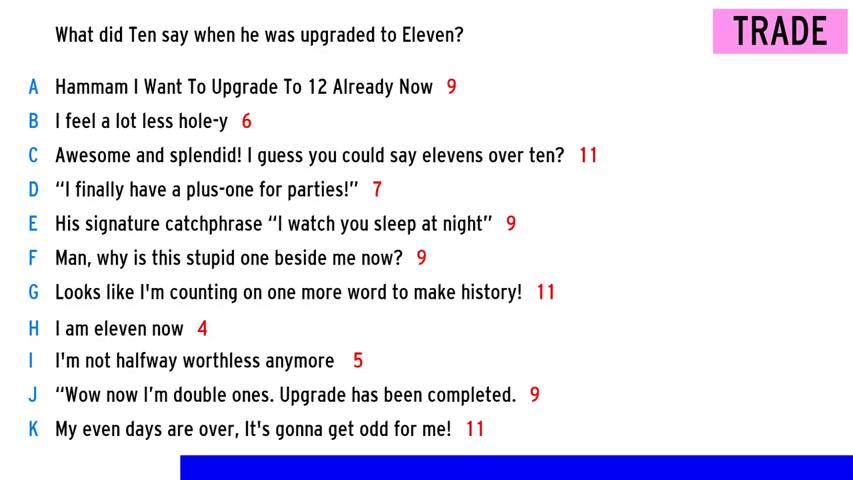 What did Ten say when he was upgraded to Eleven?
TRADE
A Hammam I Want To Upgrade To 12 Already Now 9
B I feel a lot less hole-y 6
C Awesome and splendid! I guess you could say elevens over ten? 11
D “I finally have a plus-one for parties!” 7
E His signature catchphrase “I watch you sleep at night” 9
F Man, why is this stupid one beside me now? 9
G Looks like I'm counting on one more word to make history! 11
H I am eleven now 4
I I'm not halfway worthless anymore 5
J “Wow now I’m double ones. Upgrade has been completed. 9
K My even days are over, It's gonna get odd for me! 11